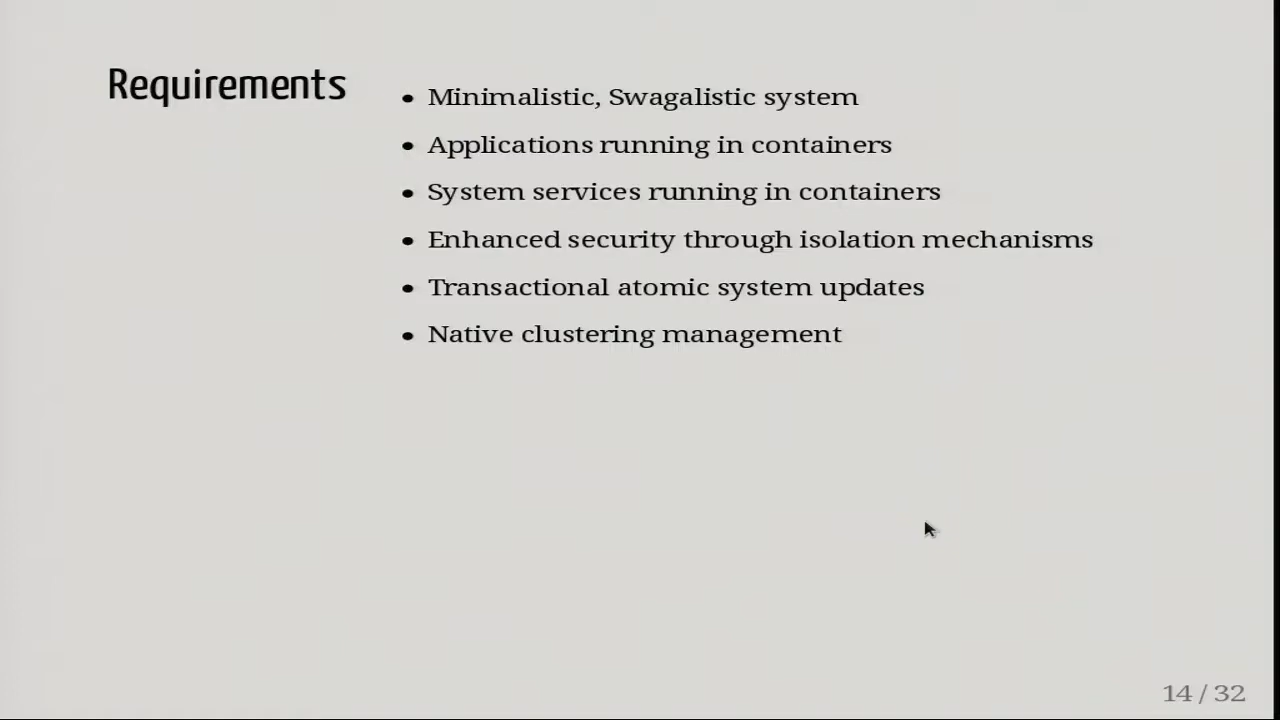 Requirements
• Minimalistic, Swagalistic system
• Applications running in containers
• System services running in containers
• Enhanced security through isolation mechanisms
• Transactional atomic system updates
• Native clustering management
14 / 32